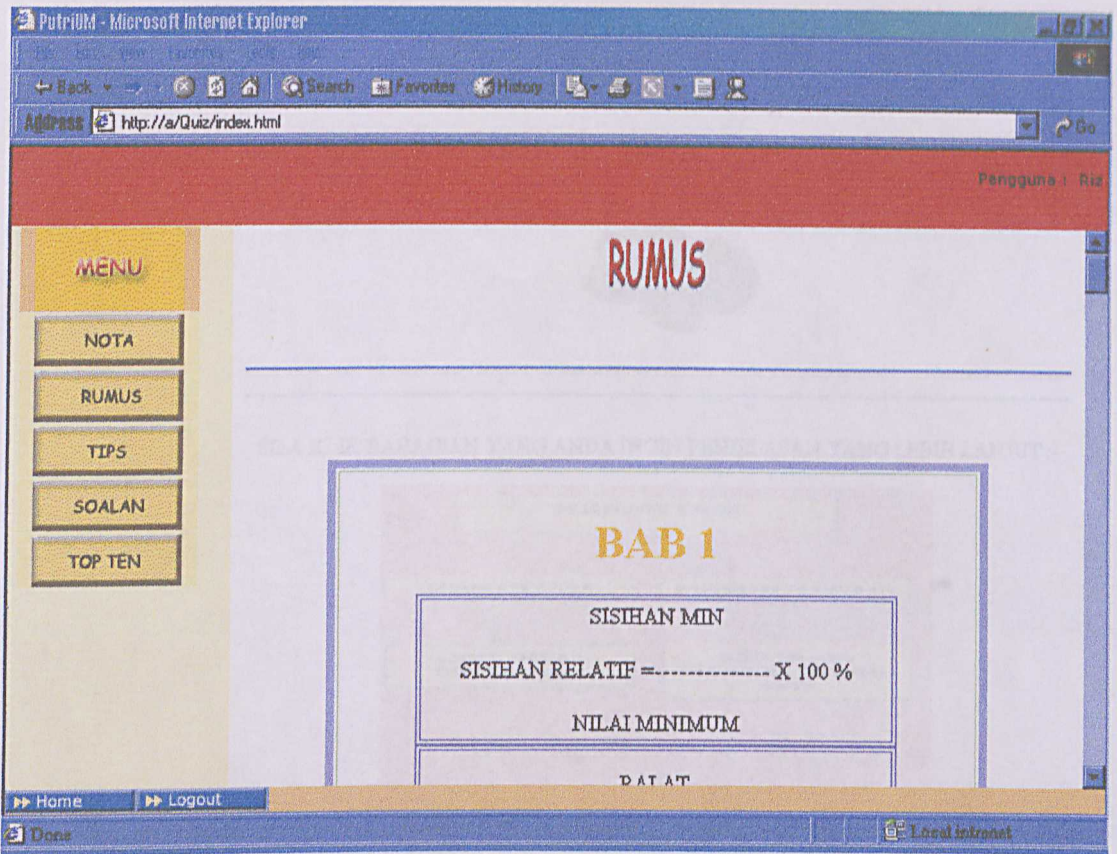 PutriUM - Microsoft Internet Explorer
Back Search Favorites History
Address http://a/Quiz/index.html Go
Pengguna : Riz
MENU
RUMUS
NOTA
RUMUS
TIPS
SOALAN
TOP TEN
BAB 1
SISIHAN MIN
SISIHAN RELATIF =-------------- X 100 %
NILAI MINIMUM
RALAT
Home Logout
Done Local intranet